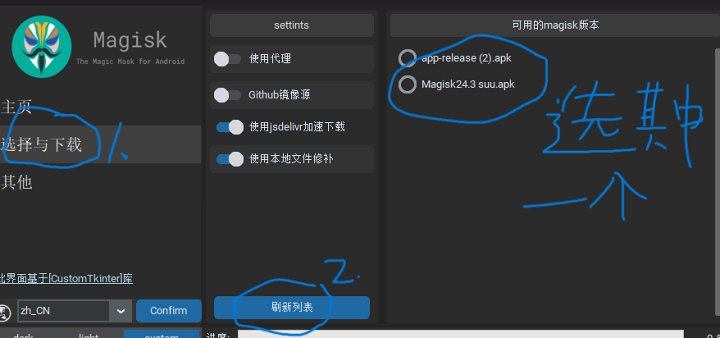 Magisk
The Magic Mask for Android
主页
选择与下载
1.
其他
此界面基于[CustomTkinter]库
zh_CN
Confirm
dark
light
system
settints
使用代理
Github镜像源
使用jsdelivr加速下载
使用本地文件修补
2.
刷新列表
进度:
可用的magisk版本
app-release (2).apk
Magisk24.3 suu.apk
选其中
一个